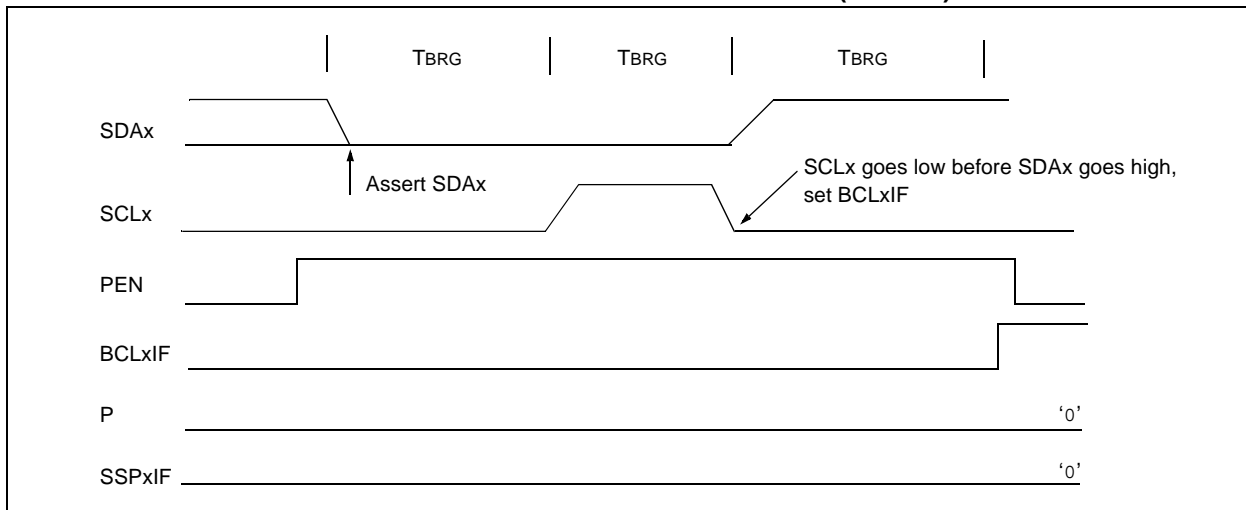 TBRG TBRG TBRG
SDAx
Assert SDAx
SCLx goes low before SDAx goes high,
set BCLxIF
SCLx
PEN
BCLxIF
P '0'
SSPxIF '0'